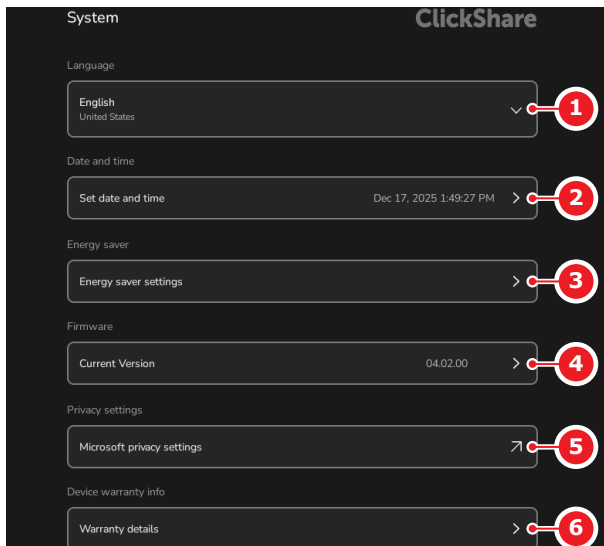 System
ClickShare
Language
English
United States
1
Date and time
Set date and time Dec 17, 2025 1:49:27 PM
2
Energy saver
Energy saver settings
3
Firmware
Current Version 04.02.00
4
Privacy settings
Microsoft privacy settings
5
Device warranty info
Warranty details
6